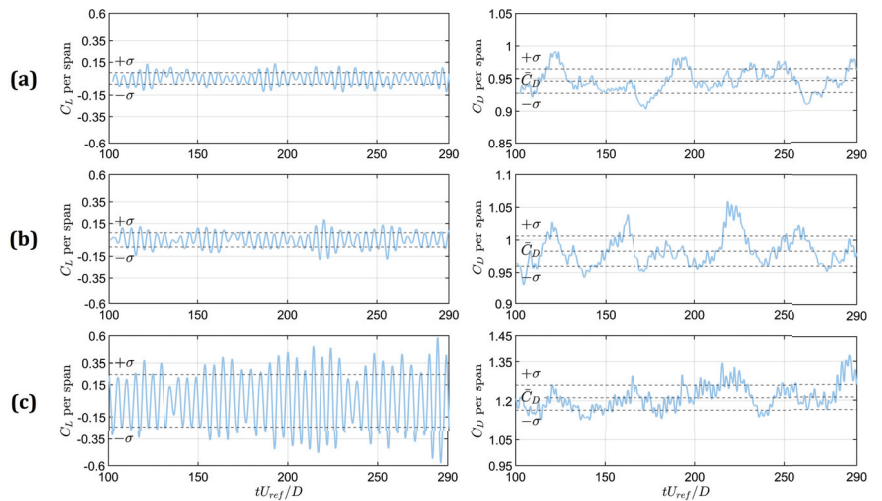 (a)
C_L per span
0.6
0.35
0.15
-0.15
-0.35
-0.6
+σ
−σ
100
150
200
250
290
C_D per span
1.05
1
0.95
0.9
0.85
+σ
C̄_D
−σ
100
150
200
250
290
(b)
C_L per span
0.6
0.35
0.15
-0.15
-0.35
-0.6
+σ
−σ
100
150
200
250
290
C_D per span
1.1
1.05
1
0.95
0.9
+σ
C̄_D
−σ
100
150
200
250
290
(c)
C_L per span
0.6
0.35
0.15
-0.15
-0.35
-0.6
+σ
−σ
100
150
200
250
290
tU_ref/D
C_D per span
1.45
1.35
1.2
1.05
0.95
+σ
C̄_D
−σ
100
150
200
250
290
tU_ref/D